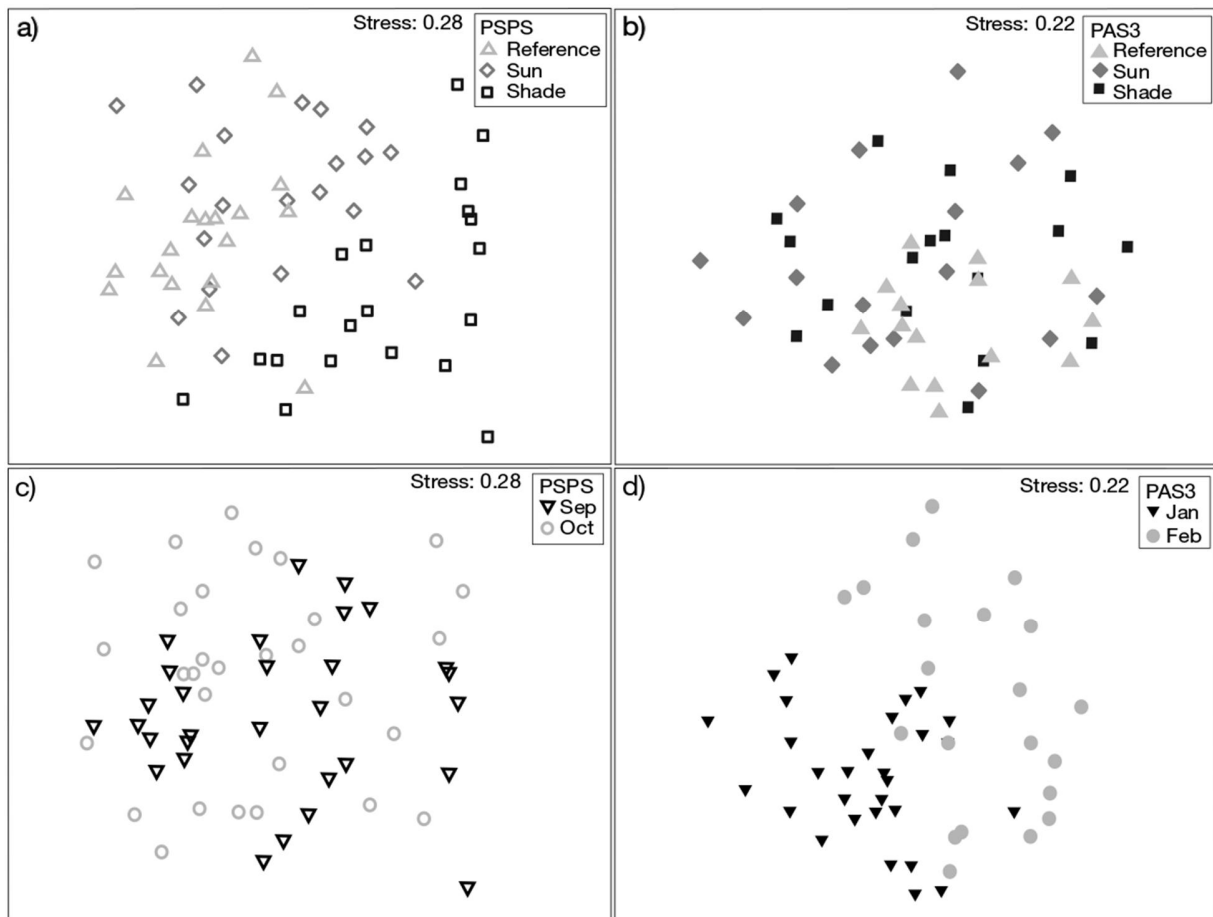 a)
Stress: 0.28
PSPS
Reference
Sun
Shade
b)
Stress: 0.22
PAS3
Reference
Sun
Shade
c)
Stress: 0.28
PSPS
Sep
Oct
d)
Stress: 0.22
PAS3
Jan
Feb